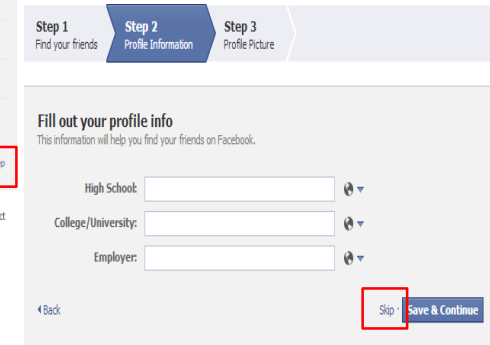 Step 1
Find your friends
Step 2
Profile Information
Step 3
Profile Picture
Fill out your profile info
This information will help you find your friends on Facebook.
High School:
College/University:
Employer:
Back
Skip ·
Save & Continue